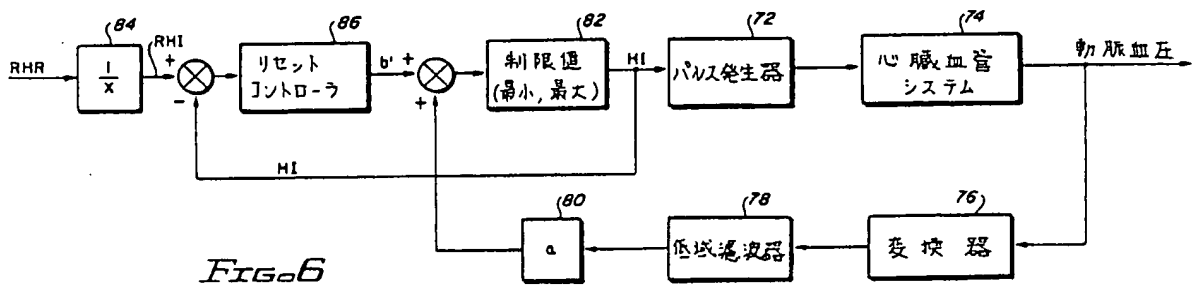 84
86
82
72
74
RHR
1
X
RHI
+
-
リセット
コントローラ
b'
+
+
制限値
(最小,最大)
HI
パルス発生器
心臓血管
システム
動脈血圧
HI
80
78
76
a
低域濾波器
変換器
FIG.6